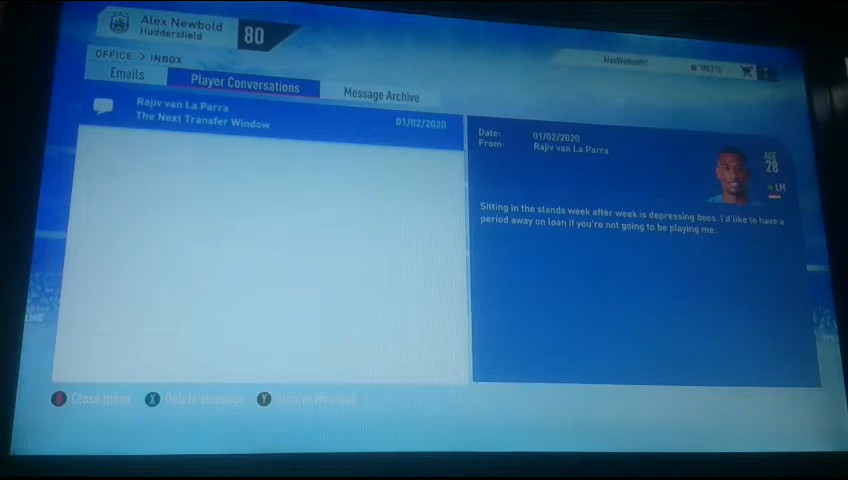 Alex Newbold
Huddersfield
80
OFFICE > INBOX
Emails
Player Conversations
Message Archive
Rajiv van La Parra
The Next Transfer Window
01/02/2020
Date: 01/02/2020
From: Rajiv van La Parra
AGE
28
LM
Sitting in the stands week after week is depressing boss. I'd like to have a
period away on loan if you're not going to be playing me.
B Close Inbox X Delete Message Y Archive Message